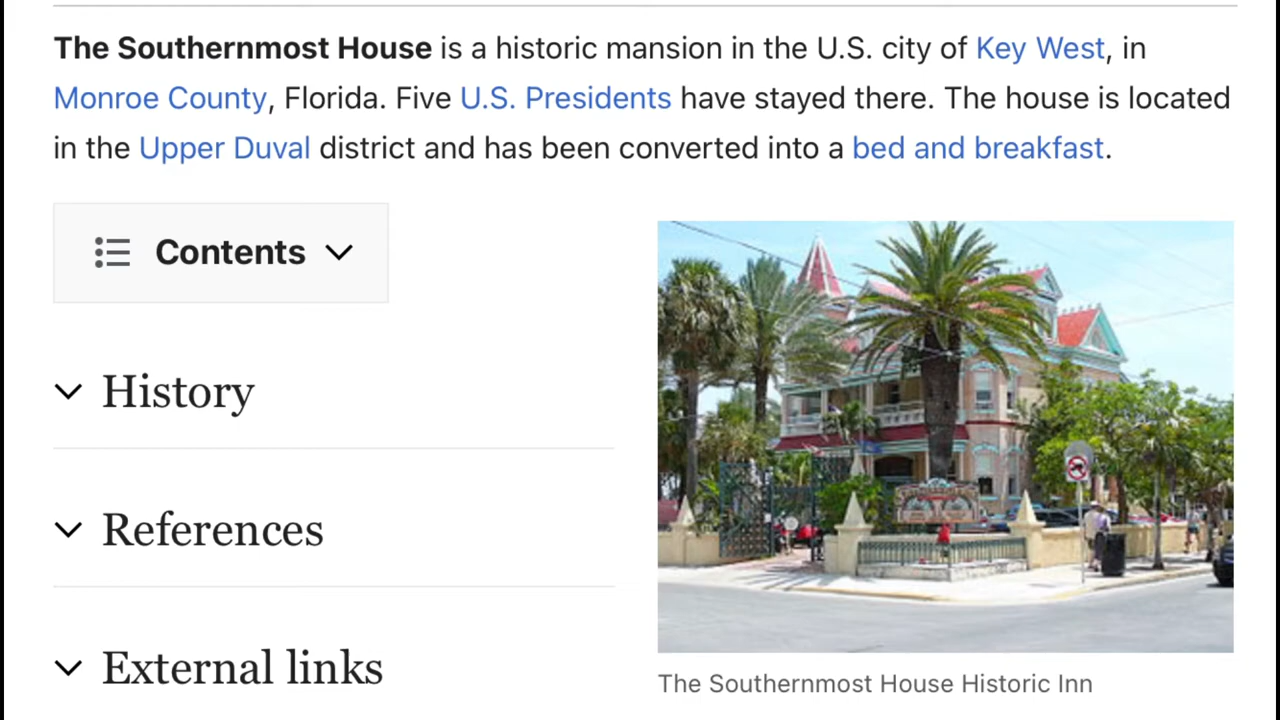 The Southernmost House is a historic mansion in the U.S. city of Key West, in
Monroe County, Florida. Five U.S. Presidents have stayed there. The house is located
in the Upper Duval district and has been converted into a bed and breakfast.
Contents
History
References
External links
The Southernmost House Historic Inn